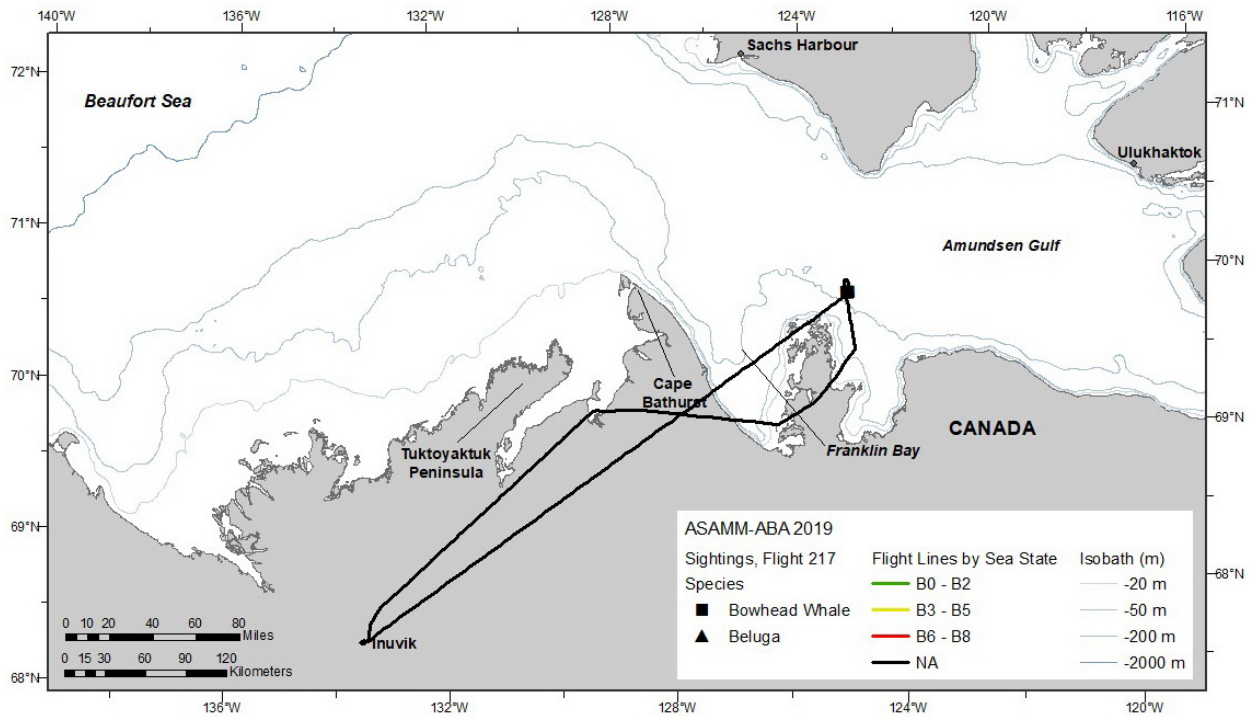 140°W 136°W 132°W 128°W 124°W 120°W 116°W
72°N
Sachs Harbour
Beaufort Sea
71°N
Ulukhaktok
71°N
Amundsen Gulf
70°N
70°N
Cape
Bathurst
69°N
CANADA
Tuktoyaktuk
Peninsula
Franklin Bay
69°N
68°N
ASAMM-ABA 2019
Sightings, Flight 217
Species
Bowhead Whale
Beluga
Flight Lines by Sea State
B0 - B2
B3 - B5
B6 - B8
NA
Isobath (m)
-20 m
-50 m
-200 m
-2000 m
0 10 20 40 60 80
Miles
Inuvik
0 15 30 60 90 120
Kilometers
68°N
136°W 132°W 128°W 124°W 120°W